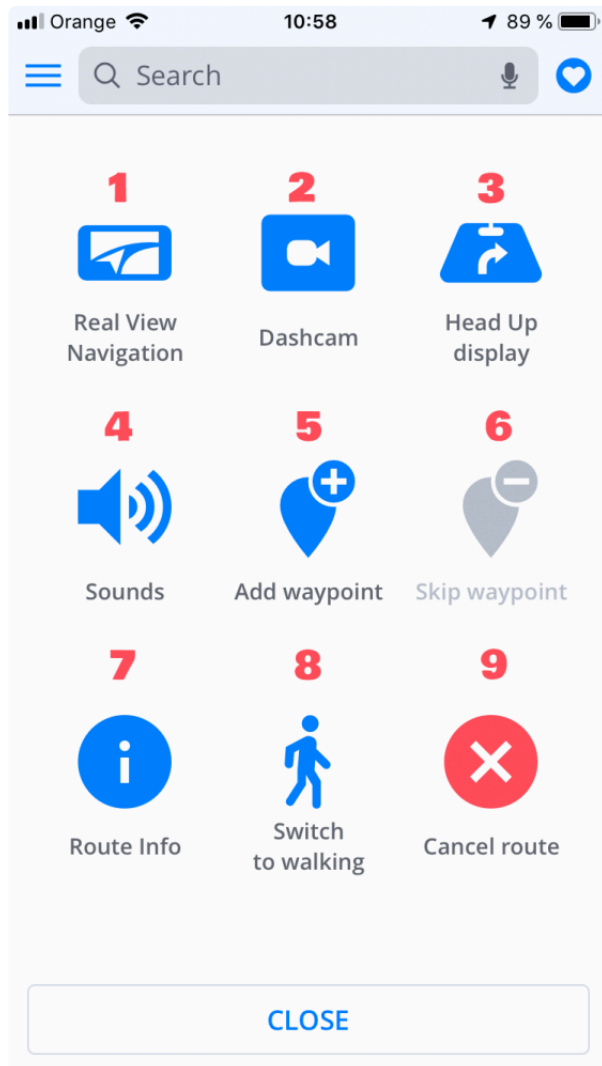 Orange 10:58 89 %
Search
1 2 3
Real View
Navigation
Dashcam
Head Up
display
4 5 6
Sounds Add waypoint Skip waypoint
7 8 9
i
Route Info
Switch
to walking
Cancel route
CLOSE